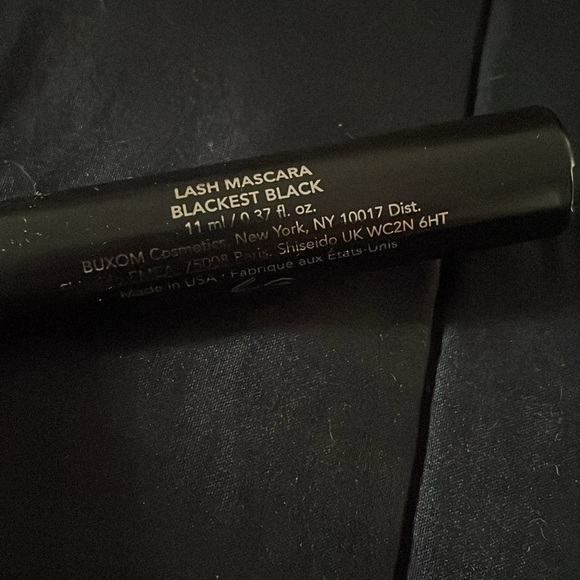 LASH MASCARA
BLACKEST BLACK
11 ml / 0.37 fl. oz.
BUXOM Cosmetics, New York, NY 10017 Dist.
EMEA, 75008 Paris. Shiseido UK WC2N 6HT
Made in USA • Fabriqué aux États-Unis